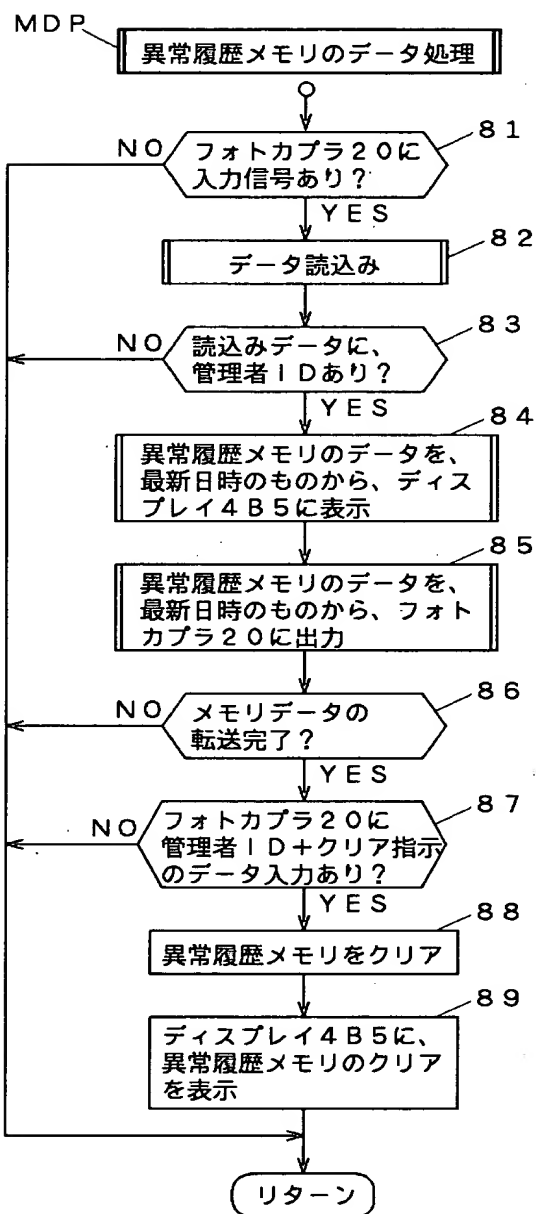 MDP
異常履歴メモリのデータ処理
81
NO
フォトカプラ20に
入力信号あり?
YES
82
データ読込み
83
NO
読込みデータに、
管理者IDあり?
YES
84
異常履歴メモリのデータを、
最新日時のものから、ディス
プレイ4B5に表示
85
異常履歴メモリのデータを、
最新日時のものから、フォト
カプラ20に出力
86
NO
メモリデータの
転送完了?
YES
87
NO
フォトカプラ20に
管理者ID+クリア指示
のデータ入力あり?
YES
88
異常履歴メモリをクリア
89
ディスプレイ4B5に、
異常履歴メモリのクリア
を表示
リターン